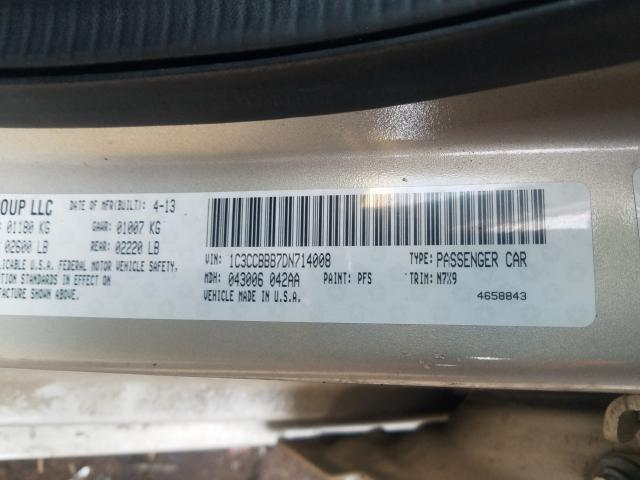 OUP LLC DATE OF MFR(BUILT): 4-13
01180 KG GAWR: 01007 KG
02600 LB REAR: 02220 LB
LICABLE U.S.A. FEDERAL MOTOR VEHICLE SAFETY,
TION STANDARDS IN EFFECT ON
FACTURE SHOWN ABOVE.
VIN: 1C3CCBBB7DN714008 TYPE: PASSENGER CAR
MDH: 043006 042AA PAINT: PFS TRIM: N7X9
VEHICLE MADE IN U.S.A. 4658843